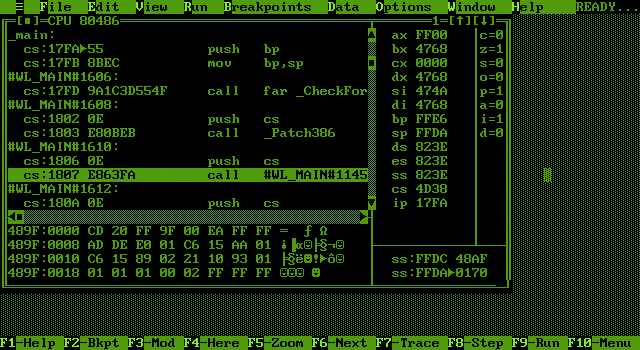 ≡ File Edit View Run Breakpoints Data Options Window Help READY...
[■]=CPU 80486 1=[↑][↓]
_main:
cs:17FA▶55 push bp
cs:17FB 8BEC mov bp,sp
#WL_MAIN#1606:
cs:17FD 9A1C3D554F call far _CheckFor
#WL_MAIN#1608:
cs:1802 0E push cs
cs:1803 E80BEB call _Patch386
#WL_MAIN#1610:
cs:1806 0E push cs
cs:1807 E863FA call #WL_MAIN#1145
#WL_MAIN#1612:
cs:180A 0E push cs
ax FF00 c=0
bx 4768 z=1
cx 0000 s=0
dx 4768 o=0
si 474A p=1
di 4768 a=0
bp FFE6 i=1
sp FFDA d=0
ds 823E
es 823E
ss 823E
cs 4D38
ip 17FA
489F:0000 CD 20 FF 9F 00 EA FF FF = ƒ Ω
489F:0008 AD DE E0 01 C6 15 AA 01 ¡▐α☺╞§¬☺
489F:0010 C6 15 89 02 21 10 93 01 ╞§ë☻!►ô☺
489F:0018 01 01 01 00 02 FF FF FF ☺☺☺ ☻
ss:FFDC 48AF
ss:FFDA▶0170
F1-Help F2-Bkpt F3-Mod F4-Here F5-Zoom F6-Next F7-Trace F8-Step F9-Run F10-Menu